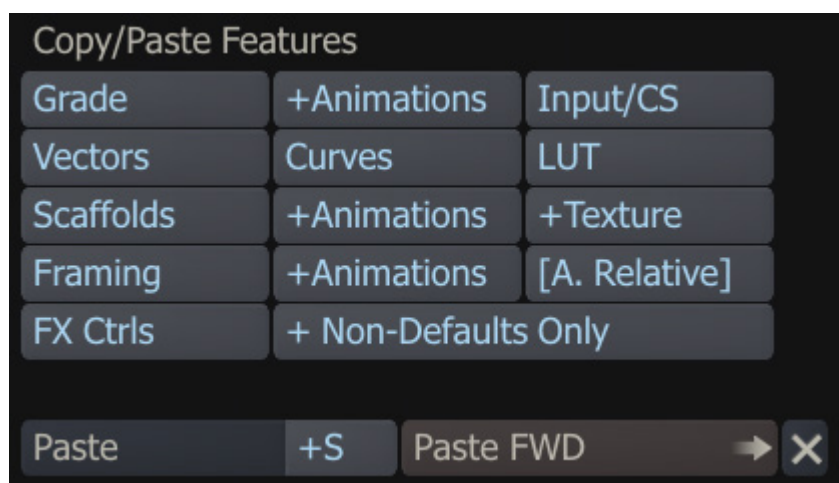 Copy/Paste Features
Grade +Animations Input/CS
Vectors Curves LUT
Scaffolds +Animations +Texture
Framing +Animations [A. Relative]
FX Ctrls + Non-Defaults Only
Paste +S Paste FWD